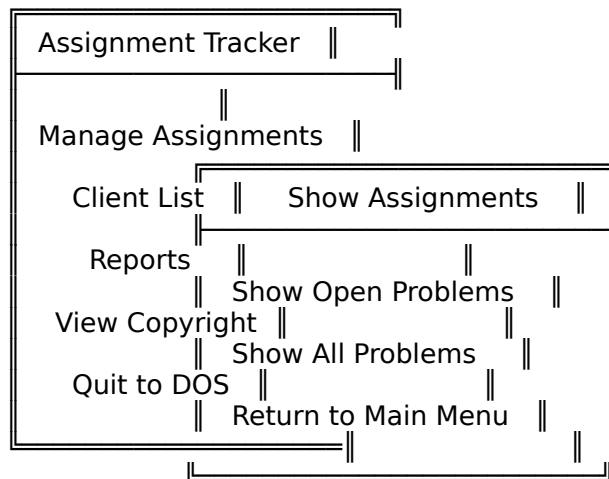 Assignment Tracker
Manage Assignments
Client List Show Assignments
Reports
Show Open Problems
View Copyright
Show All Problems
Quit to DOS
Return to Main Menu